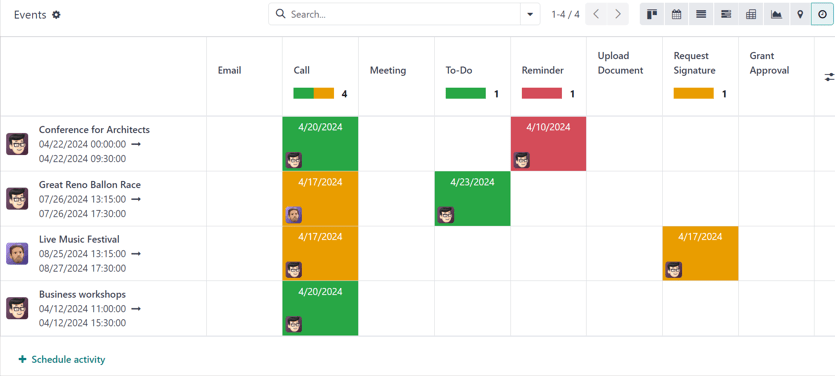 Events
Search...
1-4 / 4
Email
Call
4
Meeting
To-Do
1
Reminder
1
Upload
Document
Request
Signature
1
Grant
Approval
Conference for Architects
04/22/2024 00:00:00
04/22/2024 09:30:00
4/20/2024
4/10/2024
Great Reno Ballon Race
07/26/2024 13:15:00
07/26/2024 17:30:00
4/17/2024
4/23/2024
Live Music Festival
08/25/2024 13:15:00
08/27/2024 17:30:00
4/17/2024
4/17/2024
Business workshops
04/12/2024 11:00:00
04/12/2024 15:30:00
4/20/2024
Schedule activity